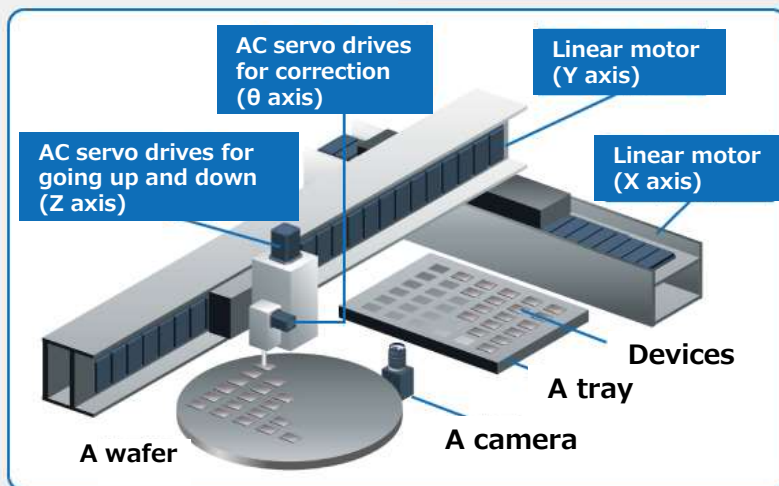 AC servo drives
for correction
(θ axis)
Linear motor
(Y axis)
AC servo drives for
going up and down
(Z axis)
Linear motor
(X axis)
Devices
A tray
A camera
A wafer